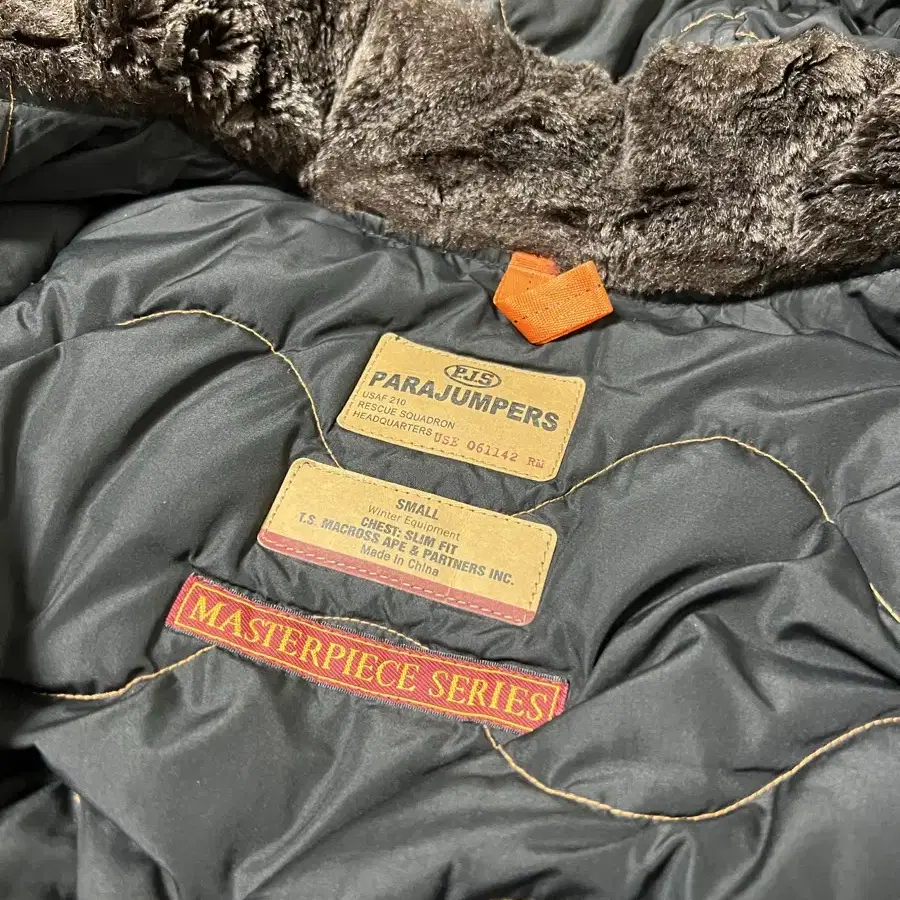 P.J.S
PARAJUMPERS
USAF 210
RESCUE SQUADRON
HEADQUARTERS USE 061142 RM
SMALL
Winter Equipment
CHEST: SLIM FIT
T.S. MACROSS APE & PARTNERS INC.
Made In China
MASTERPIECE SERIES